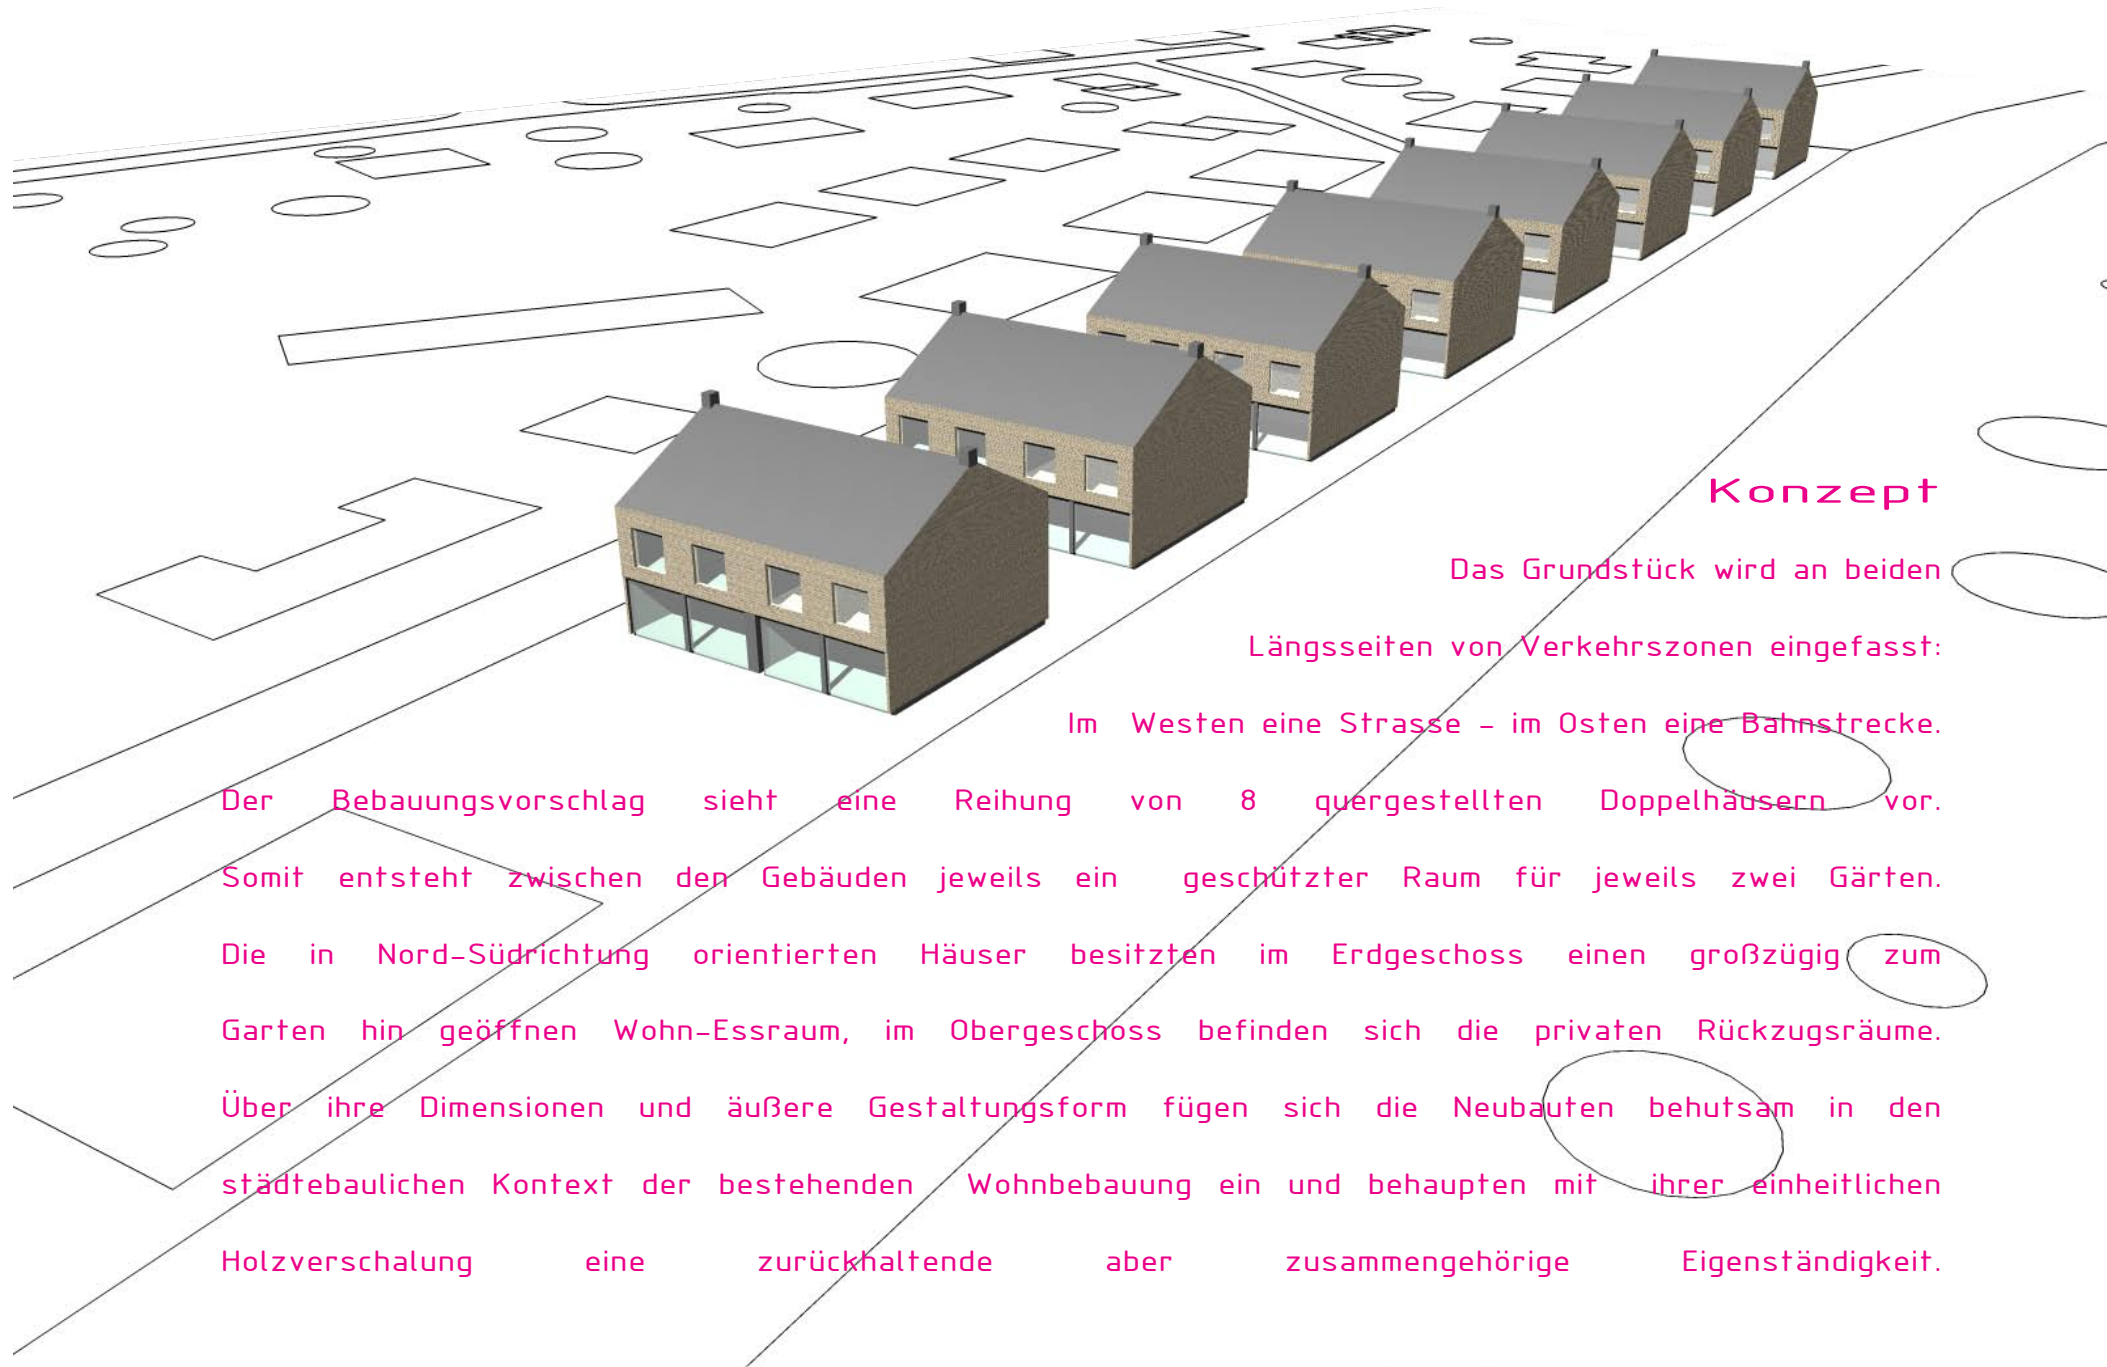 Konzept
Das Grundstück wird an beiden
Längsseiten von Verkehrszonen eingefasst:
Im Westen eine Strasse - im Osten eine Bahnstrecke.
Der Bebauungsvorschlag sieht eine Reihung von 8 quergestellten Doppelhäusern vor.
Somit entsteht zwischen den Gebäuden jeweils ein geschützter Raum für jeweils zwei Gärten.
Die in Nord-Südrichtung orientierten Häuser besitzten im Erdgeschoss einen großzügig zum
Garten hin geöffnen Wohn-Essraum, im Obergeschoss befinden sich die privaten Rückzugsräume.
Über ihre Dimensionen und äußere Gestaltungsform fügen sich die Neubauten behutsam in den
städtebaulichen Kontext der bestehenden Wohnbebauung ein und behaupten mit ihrer einheitlichen
Holzverschalung eine zurückhaltende aber zusammengehörige Eigenständigkeit.